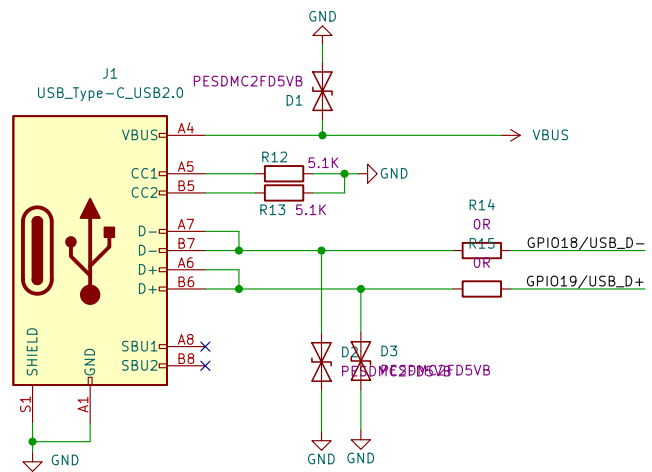 GND
J1
USB_Type-C_USB2.0
PESDMC2FD5VB
D1
VBUS A4
VBUS
CC1 A5
R12
5.1K
GND
CC2 B5
R13 5.1K
D- A7
R14
0R
D- B7
R15
GPIO18/USB_D-
D+ A6
0R
D+ B6
GPIO19/USB_D+
SBU1 A8
SBU2 B8
D2
PESDMC2FD5VB
D3
PESDMC2FD5VB
SHIELD
GND
S1
A1
GND
GND
GND